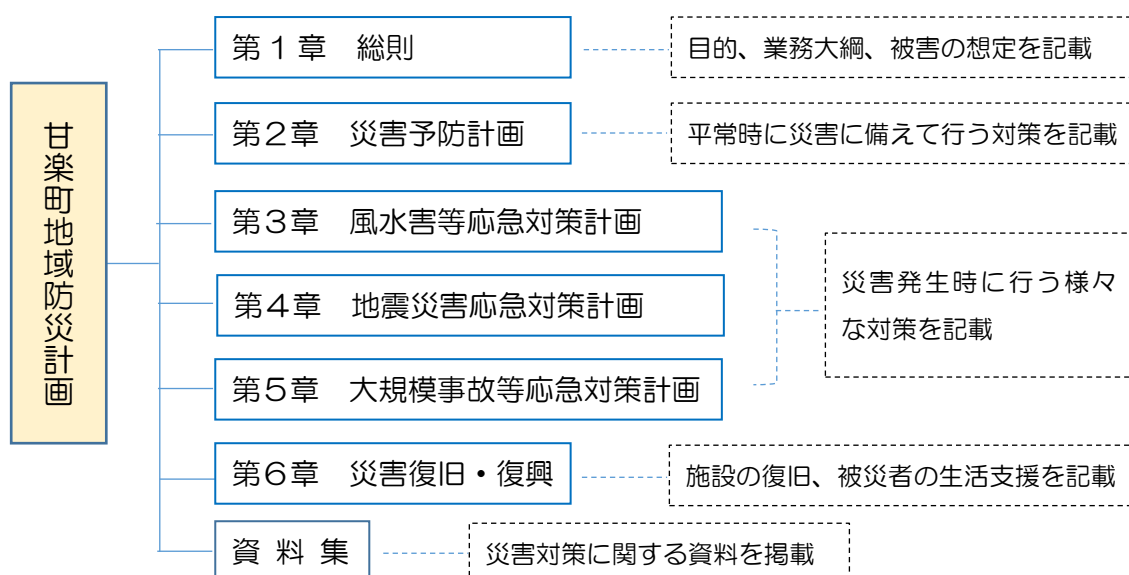 甘楽町地域防災計画
第1章 総則
目的、業務大綱、被害の想定を記載
第2章 災害予防計画
平常時に災害に備えて行う対策を記載
第3章 風水害等応急対策計画
第4章 地震災害応急対策計画
第5章 大規模事故等応急対策計画
災害発生時に行う様々
な対策を記載
第6章 災害復旧・復興
施設の復旧、被災者の生活支援を記載
資料集
災害対策に関する資料を掲載